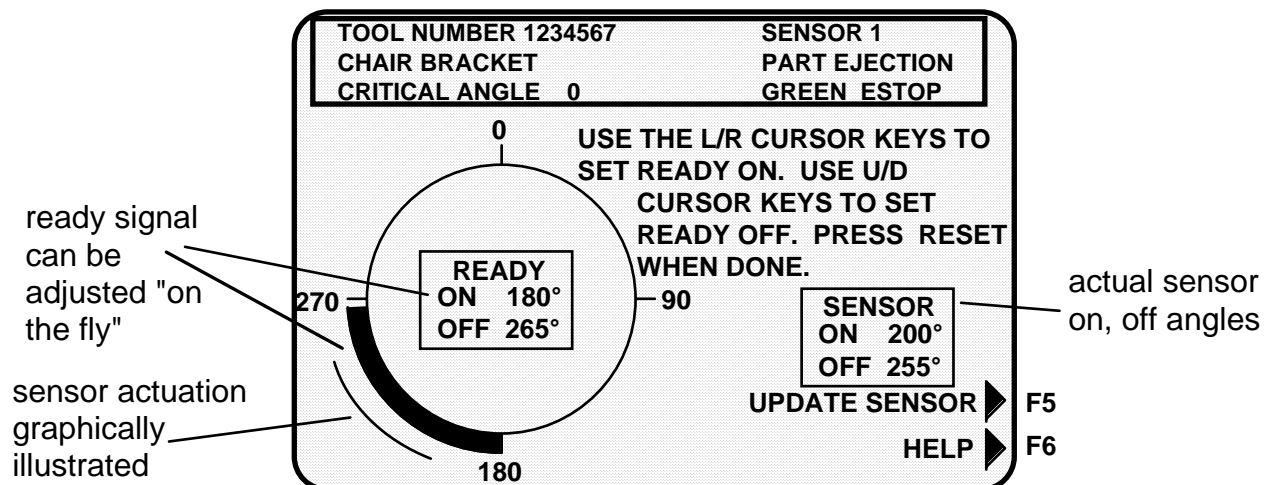 TOOL NUMBER 1234567 SENSOR 1
CHAIR BRACKET PART EJECTION
CRITICAL ANGLE 0 GREEN ESTOP
0
USE THE L/R CURSOR KEYS TO
SET READY ON. USE U/D
CURSOR KEYS TO SET
READY OFF. PRESS RESET
WHEN DONE.
ready signal
can be
adjusted "on
the fly"
READY
ON 180°
OFF 265°
270
90
SENSOR
ON 200°
OFF 255°
actual sensor
on, off angles
sensor actuation
graphically
illustrated
180
UPDATE SENSOR F5
HELP F6